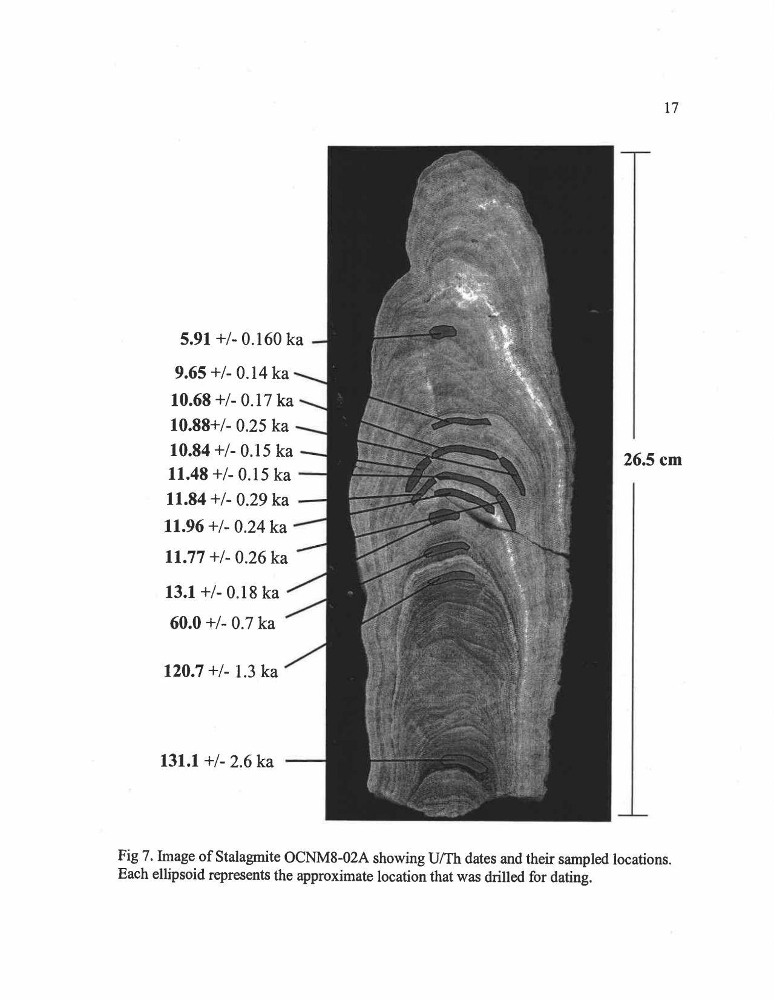 17
5.91 +/- 0.160 ka
9.65 +/- 0.14 ka
10.68 +/- 0.17 ka
10.88+/- 0.25 ka
10.84 +/- 0.15 ka
11.48 +/- 0.15 ka
11.84 +/- 0.29 ka
11.96 +/- 0.24 ka
11.77 +/- 0.26 ka
13.1 +/- 0.18 ka
60.0 +/- 0.7 ka
120.7 +/- 1.3 ka
131.1 +/- 2.6 ka
26.5 cm
Fig 7. Image of Stalagmite OCNM8-02A showing U/Th dates and their sampled locations.
Each ellipsoid represents the approximate location that was drilled for dating.